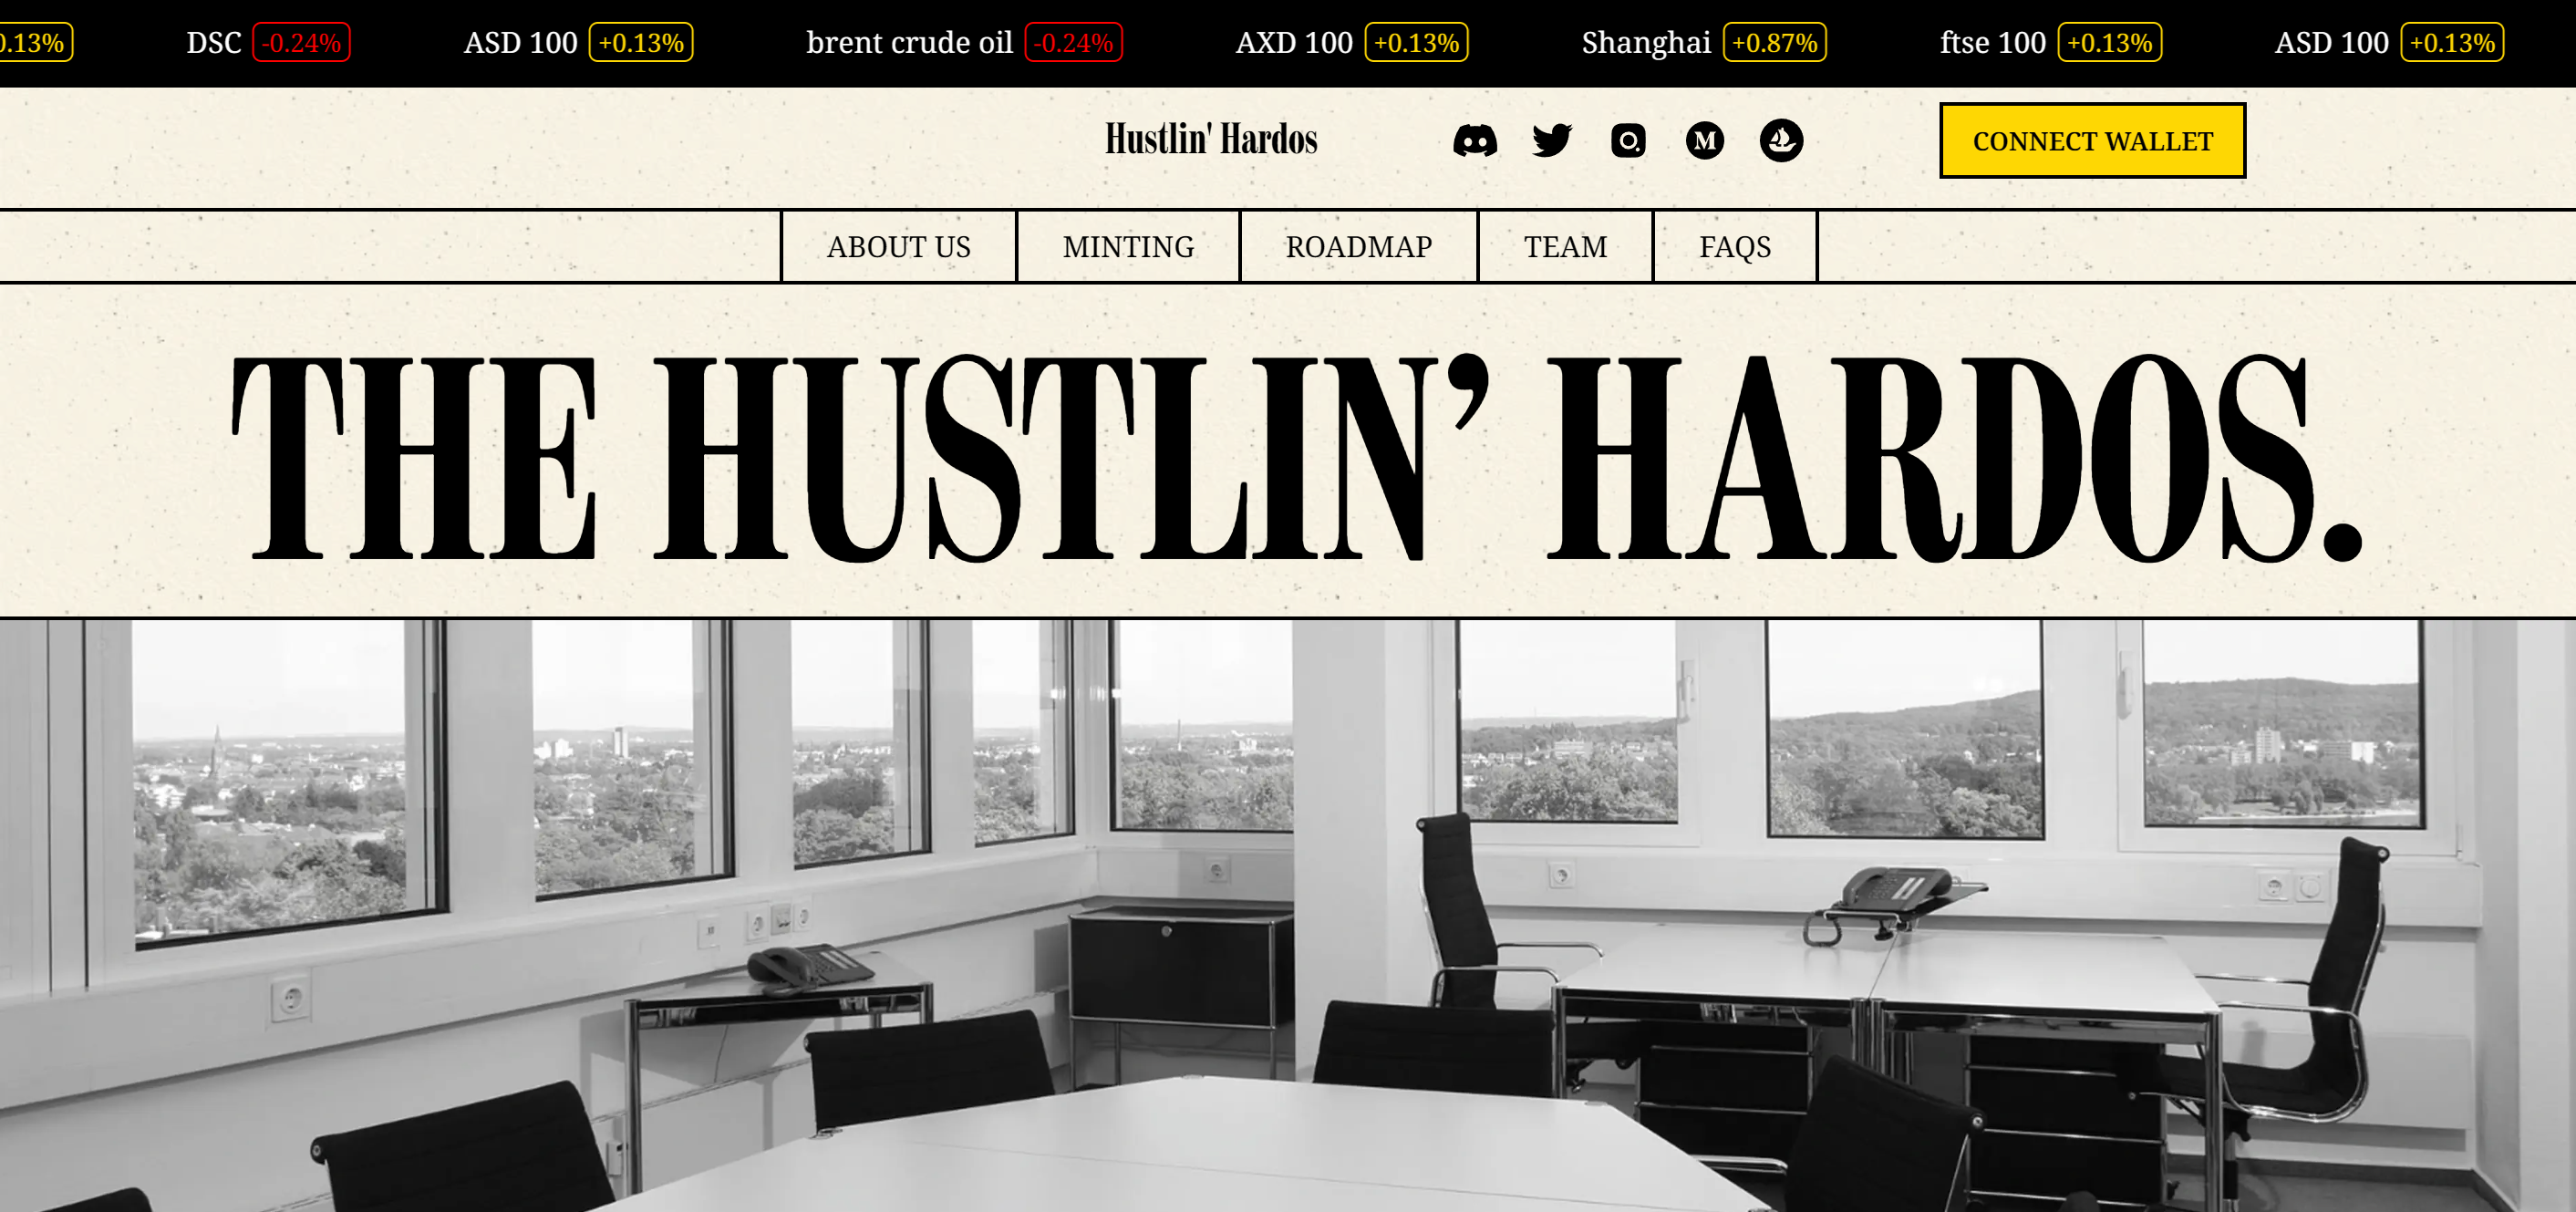 0.13% DSC -0.24% ASD 100 +0.13% brent crude oil -0.24% AXD 100 +0.13% Shanghai +0.87% ftse 100 +0.13% ASD 100 +0.13%
Hustlin' Hardos CONNECT WALLET
ABOUT US MINTING ROADMAP TEAM FAQS
THE HUSTLIN’ HARDOS.